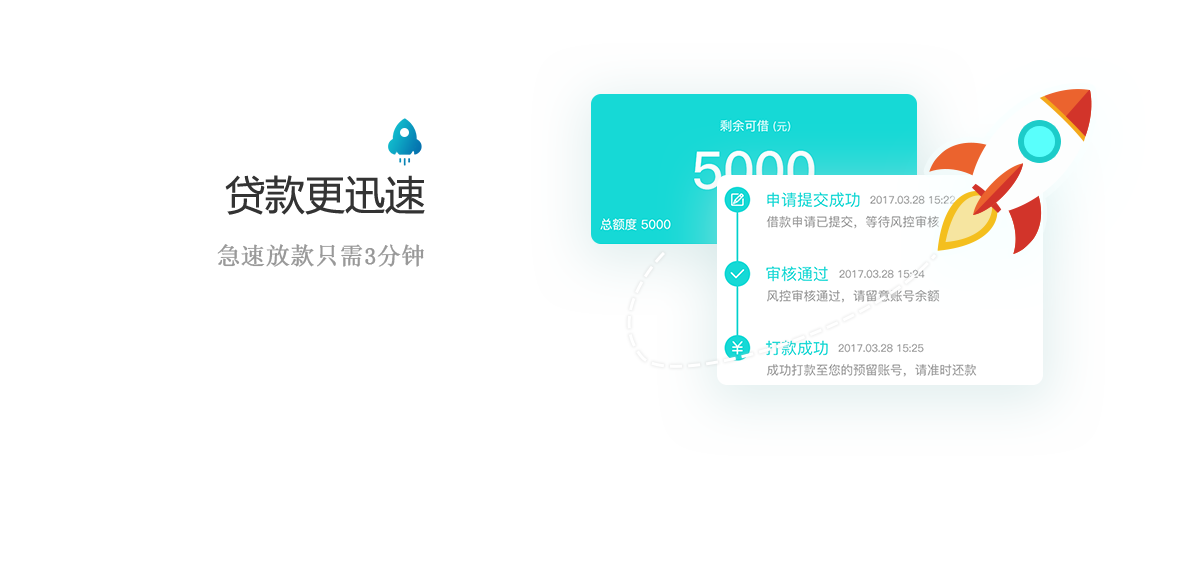 贷款更迅速
急速放款只需3分钟
剩余可借 (元)
5000
总额度 5000
申请提交成功 2017.03.28 15:22
借款申请已提交，等待风控审核
审核通过 2017.03.28 15:24
风控审核通过，请留意账号余额
打款成功 2017.03.28 15:25
成功打款至您的预留账号，请准时还款